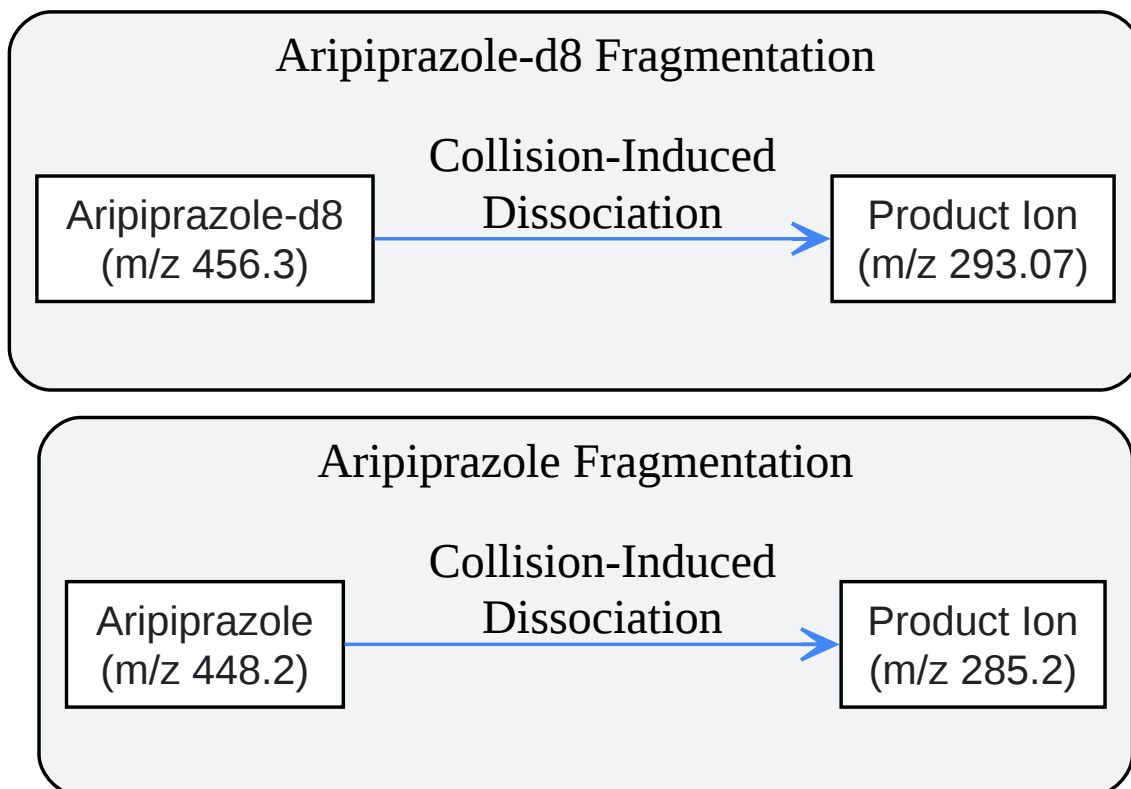 Aripiprazole-d8 Fragmentation
Collision-Induced
Dissociation
Aripiprazole-d8
(m/z 456.3)
Product Ion
(m/z 293.07)
Aripiprazole Fragmentation
Collision-Induced
Dissociation
Aripiprazole
(m/z 448.2)
Product Ion
(m/z 285.2)